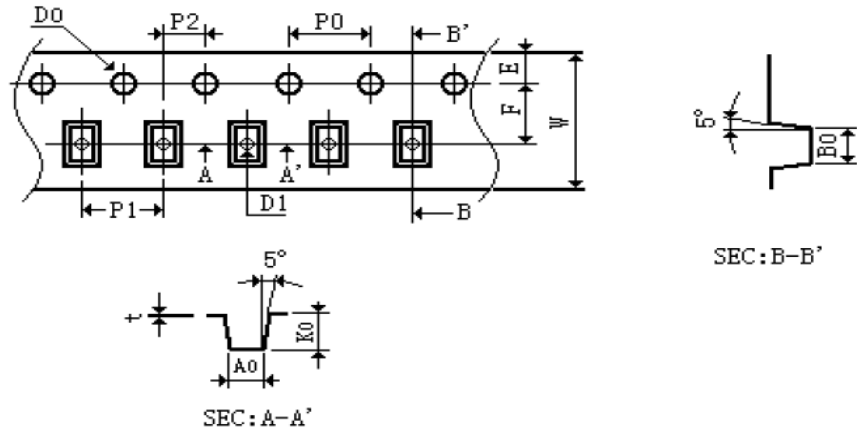 D0
P2
P0
B'
E
F
W
A
A'
D1
P1
B
5°
B0
SEC:B-B'
5°
t
K0
A0
SEC:A-A'